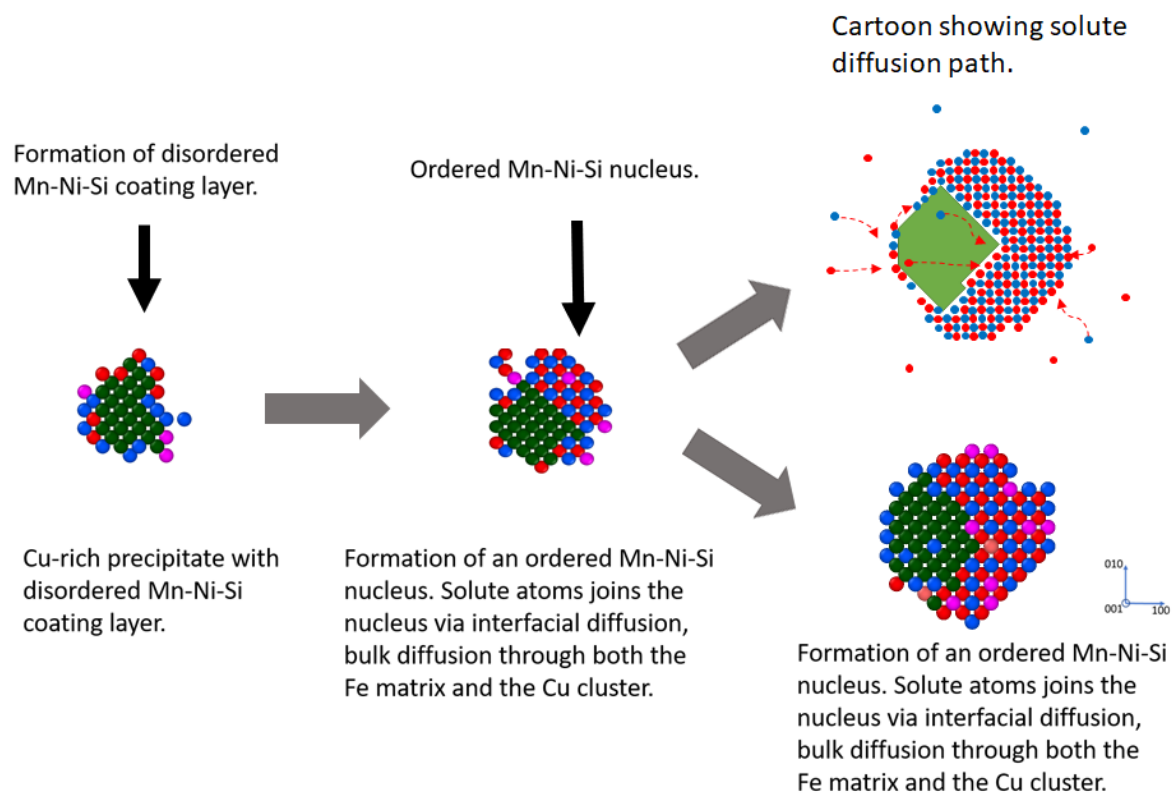 Cartoon showing solute
diffusion path.
Formation of disordered
Mn-Ni-Si coating layer.
Ordered Mn-Ni-Si nucleus.
Cu-rich precipitate with
disordered Mn-Ni-Si
coating layer.
Formation of an ordered Mn-Ni-Si
nucleus. Solute atoms joins the
nucleus via interfacial diffusion,
bulk diffusion through both the
Fe matrix and the Cu cluster.
010
001
100
Formation of an ordered Mn-Ni-Si
nucleus. Solute atoms joins the
nucleus via interfacial diffusion,
bulk diffusion through both the
Fe matrix and the Cu cluster.